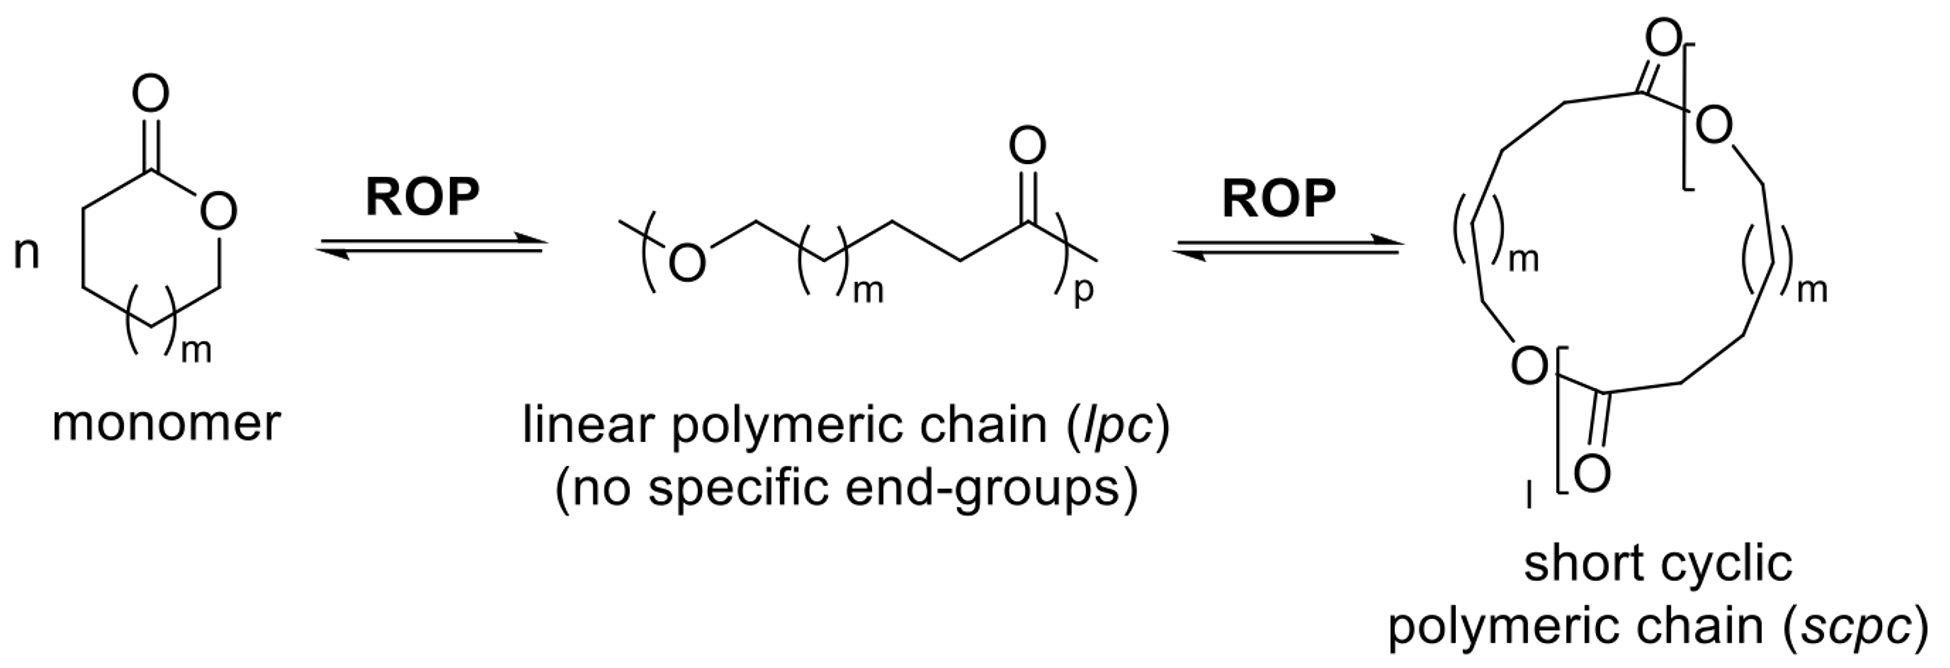 O
O
n
( )
m
monomer
ROP
( O ( ) m O ) p
linear polymeric chain (lpc)
(no specific end-groups)
ROP
O
[ O
( ) m
( ) m
O [
O
l
short cyclic
polymeric chain (scpc)